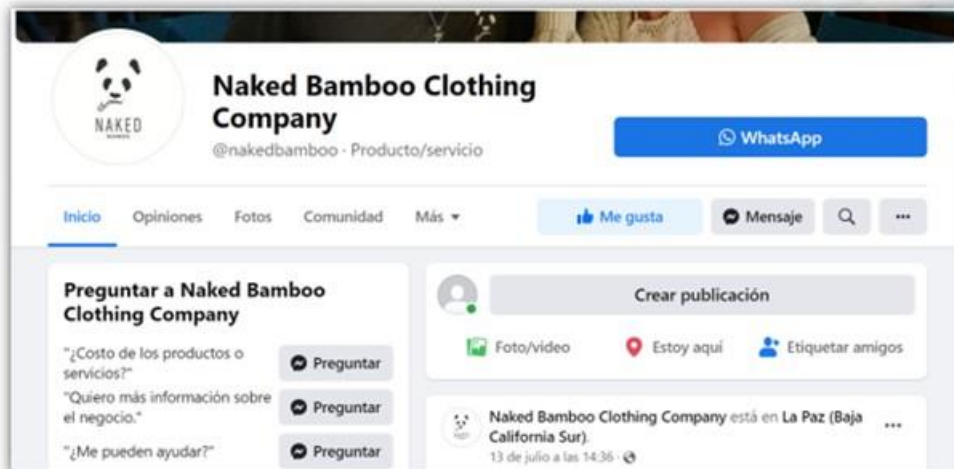 NAKED
Naked Bamboo Clothing
Company
@nakedbamboo · Producto/servicio
WhatsApp
Inicio Opiniones Fotos Comunidad Más
Me gusta Mensaje
Preguntar a Naked Bamboo
Clothing Company
"¿Costo de los productos o
servicios?"
Preguntar
"Quiero más información sobre
el negocio."
Preguntar
"¿Me pueden ayudar?"
Preguntar
Crear publicación
Foto/video Estoy aquí Etiquetar amigos
Naked Bamboo Clothing Company está en La Paz (Baja
California Sur).
13 de julio a las 14:36 ·